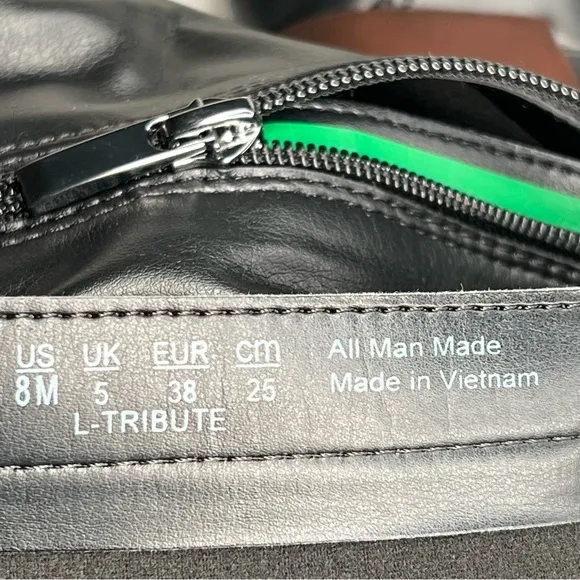 US UK EUR cm
8M 5 38 25
L-TRIBUTE
All Man Made
Made in Vietnam